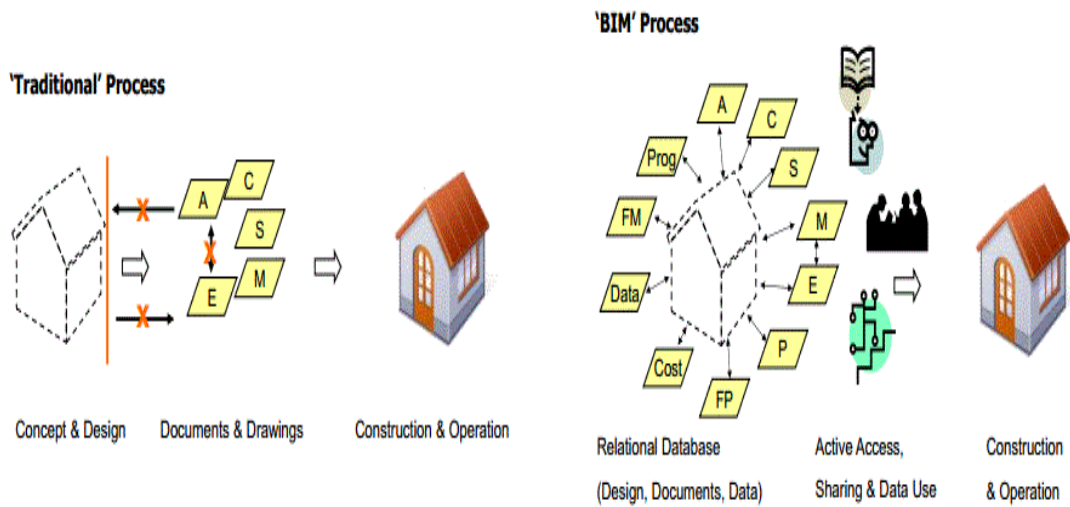 'Traditional' Process
A
C
S
E
M
Concept & Design
Documents & Drawings
Construction & Operation
'BIM' Process
A
C
Prog
S
FM
M
Data
E
Cost
P
FP
Relational Database
(Design, Documents, Data)
Active Access,
Sharing & Data Use
Construction
& Operation